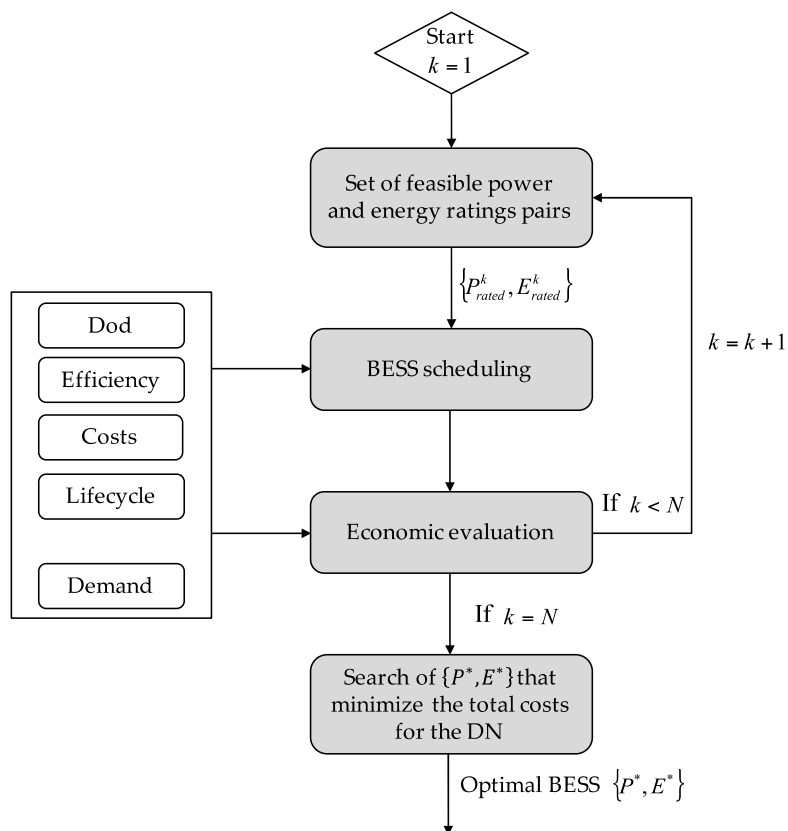 Start
k = 1
Set of feasible power
and energy ratings pairs
{P^k_rated, E^k_rated}
Dod
Efficiency
Costs
Lifecycle
Demand
BESS scheduling
k = k + 1
Economic evaluation
If k < N
If k = N
Search of {P*,E*} that
minimize the total costs
for the DN
Optimal BESS {P*, E*}